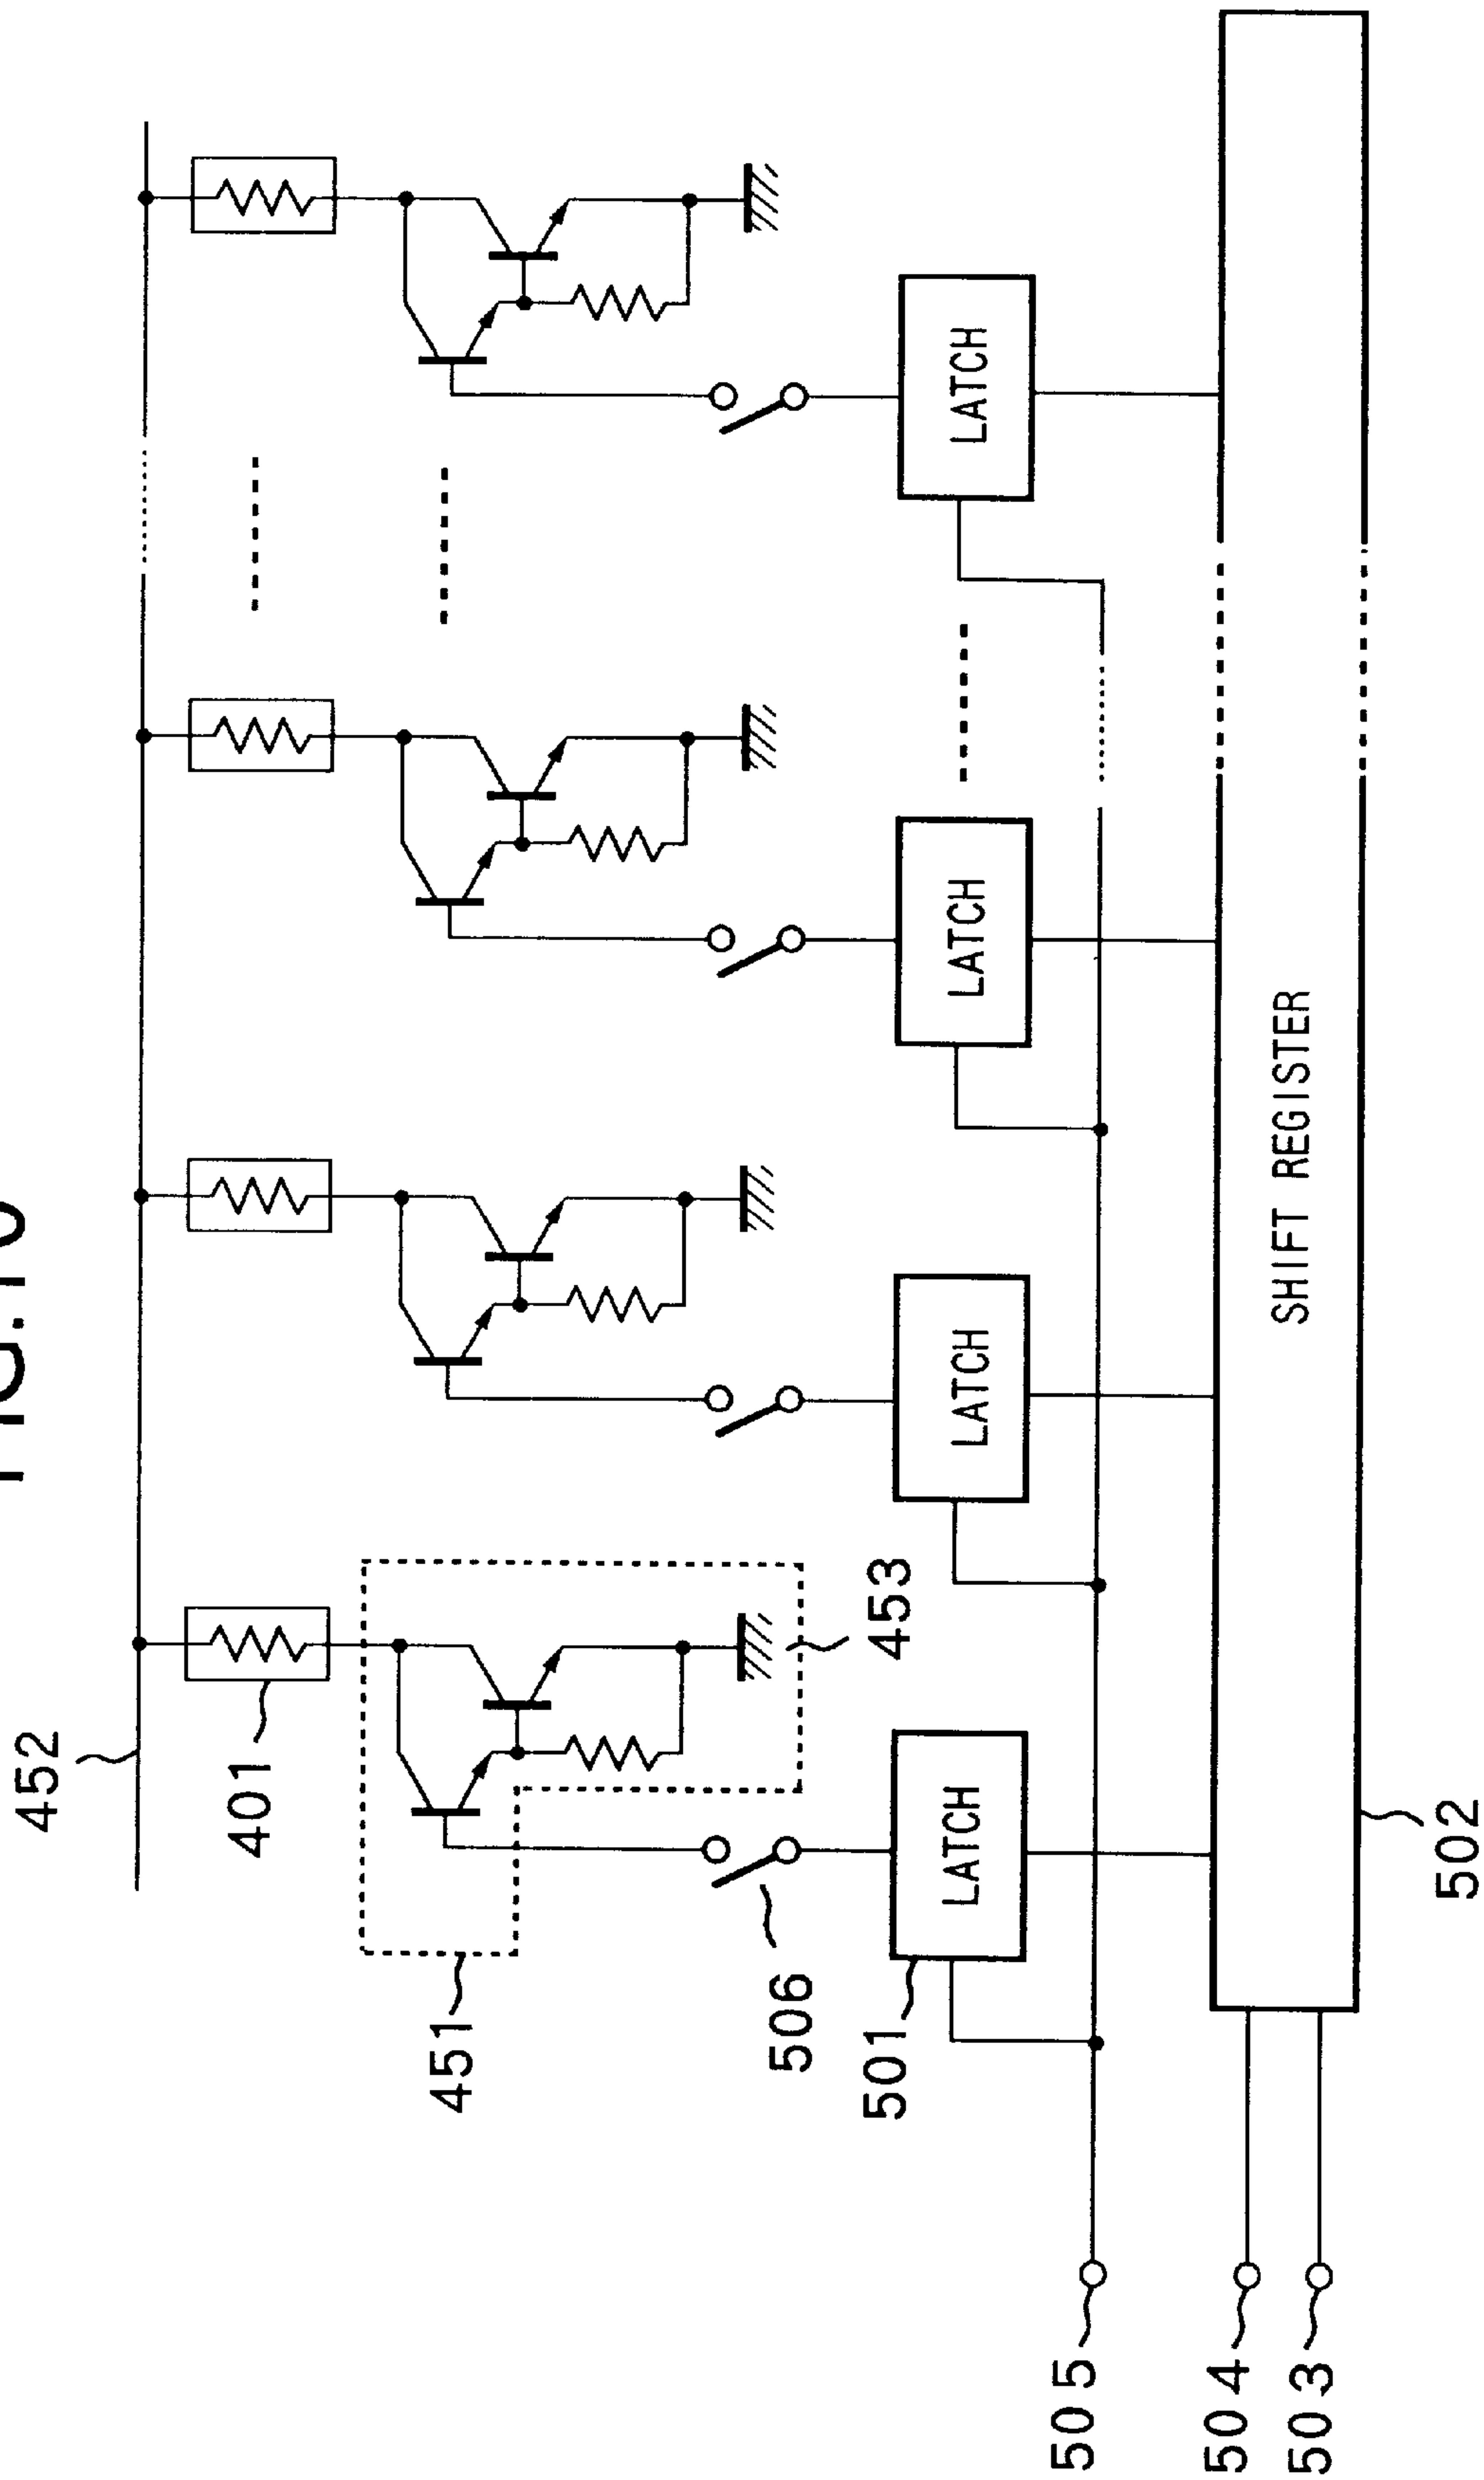 452
401
451
453
506
501
LATCH
LATCH
LATCH
LATCH
505
504
503
SHIFT REGISTER
502